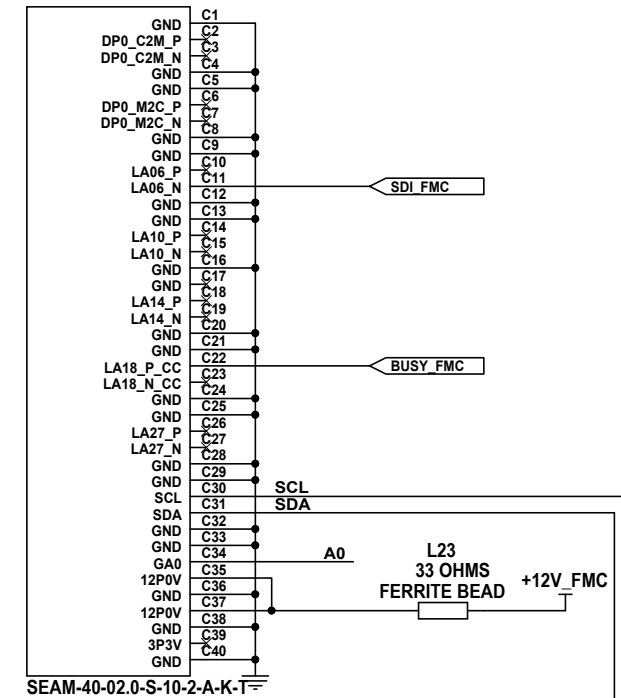 GND C1
DP0_C2M_P C2
DP0_C2M_N C3
GND C4
GND C5
DP0_M2C_P C6
DP0_M2C_N C7
GND C8
GND C9
LA06_P C10
LA06_N C11 SDI_FMC
GND C12
GND C13
LA10_P C14
LA10_N C15
GND C16
GND C17
LA14_P C18
LA14_N C19
GND C20
GND C21
LA18_P_CC C22 BUSY_FMC
LA18_N_CC C23
GND C24
GND C25
LA27_P C26
LA27_N C27
GND C28
GND C29
SCL C30 SCL
SDA C31 SDA
GND C32
GND C33
GA0 C34 A0
12P0V C35
GND C36
12P0V C37
GND C38
3P3V C39
GND C40
L23
33 OHMS
FERRITE BEAD
+12V_FMC
SEAM-40-02.0-S-10-2-A-K-T